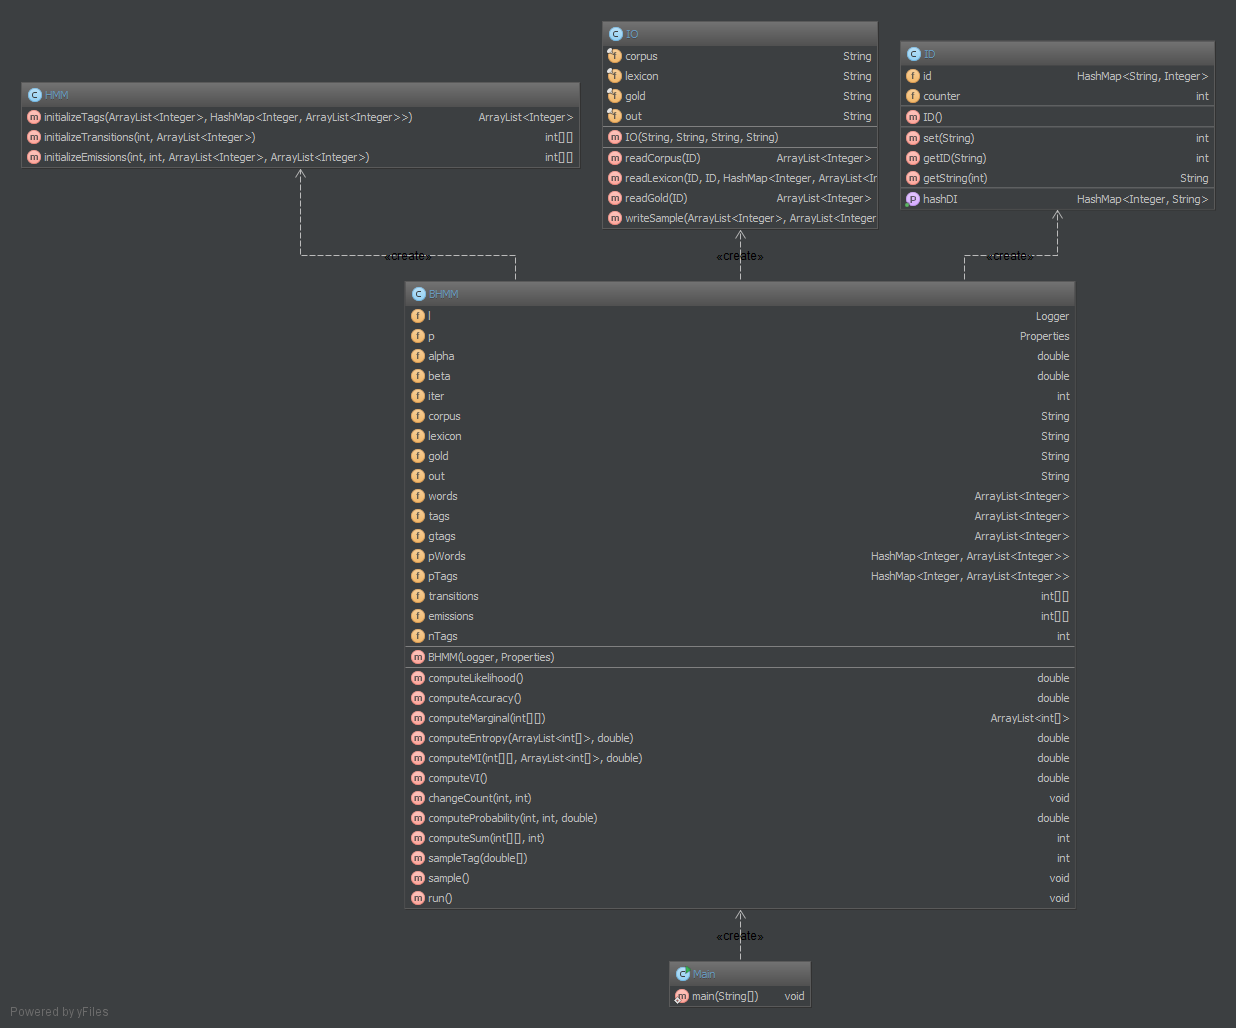 HMM
initializeTags(ArrayList<Integer>, HashMap<Integer, ArrayList<Integer>>) ArrayList<Integer>
initializeTransitions(int, ArrayList<Integer>) int[][]
initializeEmissions(int, int, ArrayList<Integer>, ArrayList<Integer>) int[][]
IO
corpus String
lexicon String
gold String
out String
IO(String, String, String, String)
readCorpus(ID) ArrayList<Integer>
readLexicon(ID, ID, HashMap<Integer, ArrayList<In
readGold(ID) ArrayList<Integer>
writeSample(ArrayList<Integer>, ArrayList<Integer
ID
id HashMap<String, Integer>
counter int
ID()
set(String) int
getID(String) int
getString(int) String
hashDI HashMap<Integer, String>
«create»
«create»
«create»
BHMM
l Logger
p Properties
alpha double
beta double
iter int
corpus String
lexicon String
gold String
out String
words ArrayList<Integer>
tags ArrayList<Integer>
gtags ArrayList<Integer>
pWords HashMap<Integer, ArrayList<Integer>>
pTags HashMap<Integer, ArrayList<Integer>>
transitions int[][]
emissions int[][]
nTags int
BHMM(Logger, Properties)
computeLikelihood() double
computeAccuracy() double
computeMarginal(int[][]) ArrayList<int[]>
computeEntropy(ArrayList<int[]>, double) double
computeMI(int[][], ArrayList<int[]>, double) double
computeVI() double
changeCount(int, int) void
computeProbability(int, int, double) double
computeSum(int[][], int) int
sampleTag(double[]) int
sample() void
run() void
«create»
Main
main(String[]) void
Powered by yFiles